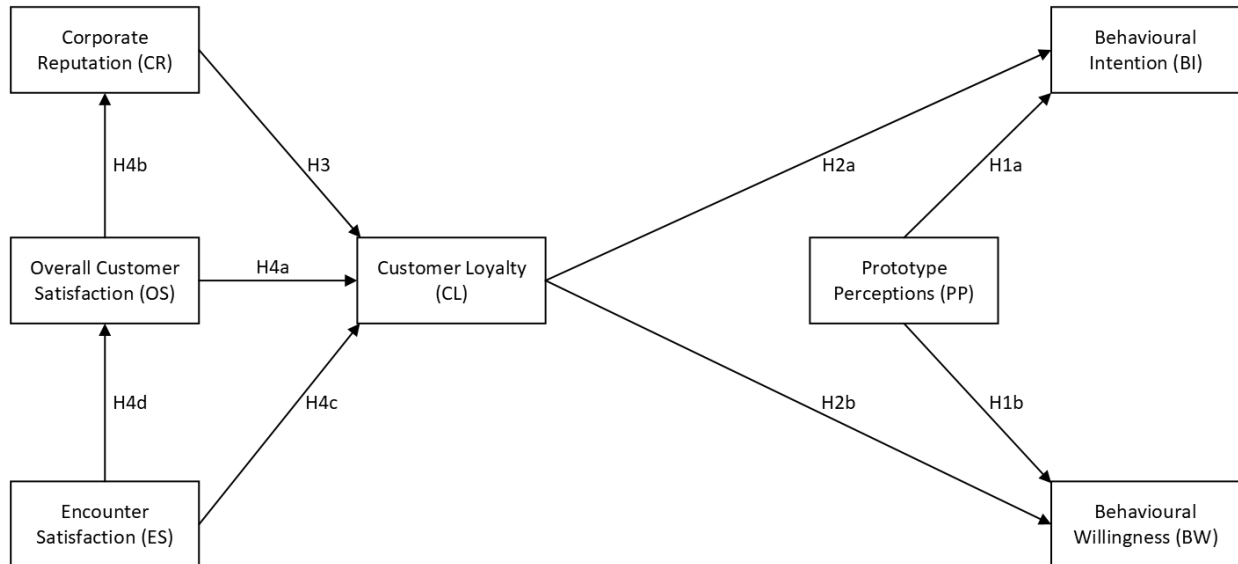 Corporate
Reputation (CR)
Behavioural
Intention (BI)
H4b
H3
H2a
H1a
Overall Customer
Satisfaction (OS)
H4a
Customer Loyalty
(CL)
Prototype
Perceptions (PP)
H4d
H4c
H2b
H1b
Encounter
Satisfaction (ES)
Behavioural
Willingness (BW)